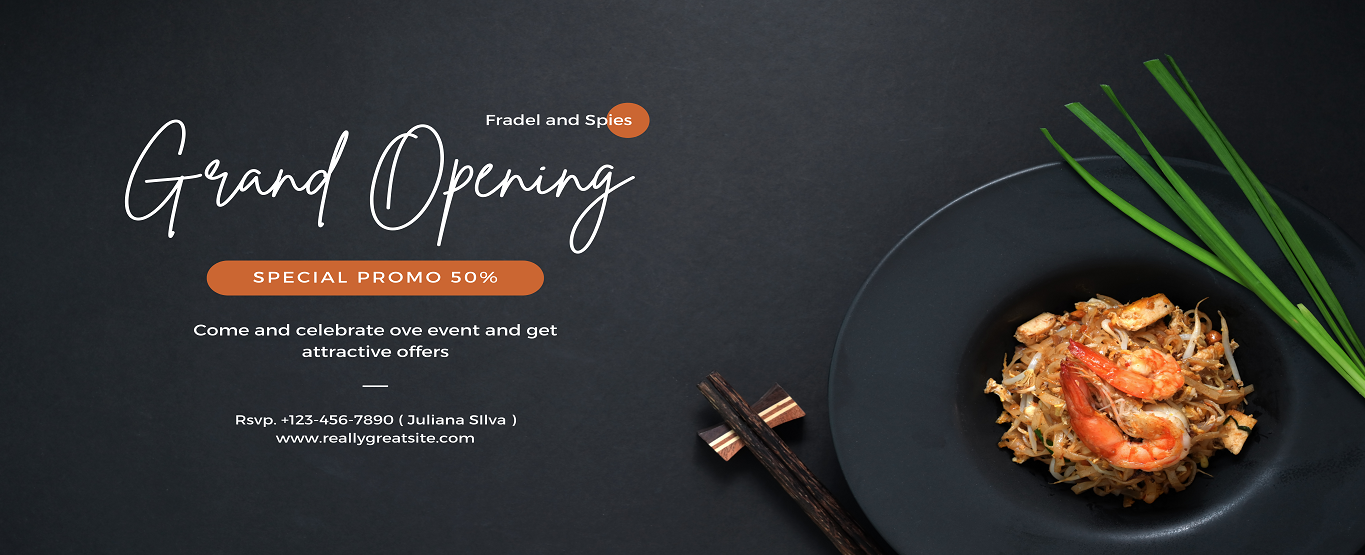 Fradel and Spies
Grand Opening
SPECIAL PROMO 50%
Come and celebrate ove event and get
attractive offers
Rsvp. +123-456-7890 ( Juliana SIlva )
www.reallygreatsite.com